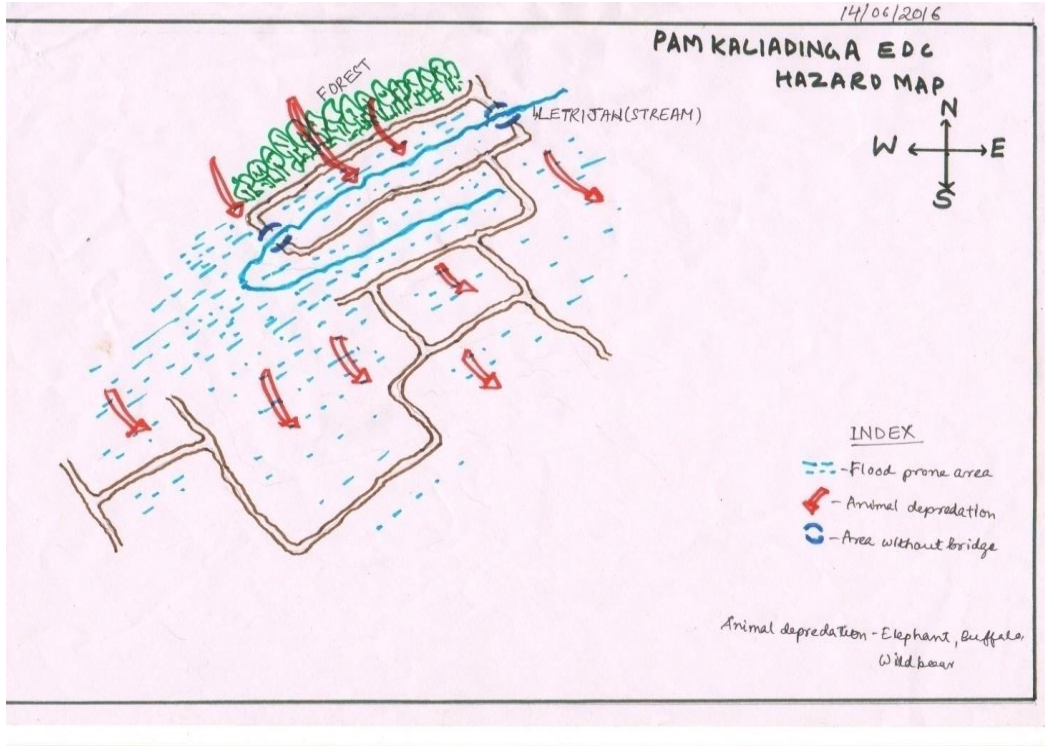 14/06/2016
PAM KALIADINGA EDC
HAZARD MAP
N
W E
S
FOREST
LETRIJAN(STREAM)
INDEX
- Flood prone area
- Animal depredation
- Area without bridge
Animal depredation - Elephant, Buffalo,
Wild boar